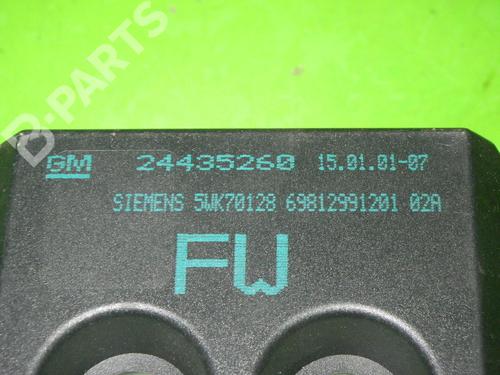 B-PARTS
GM 24435260 15.01.01-07
SIEMENS 5WK70128 69812991201 02A
FW